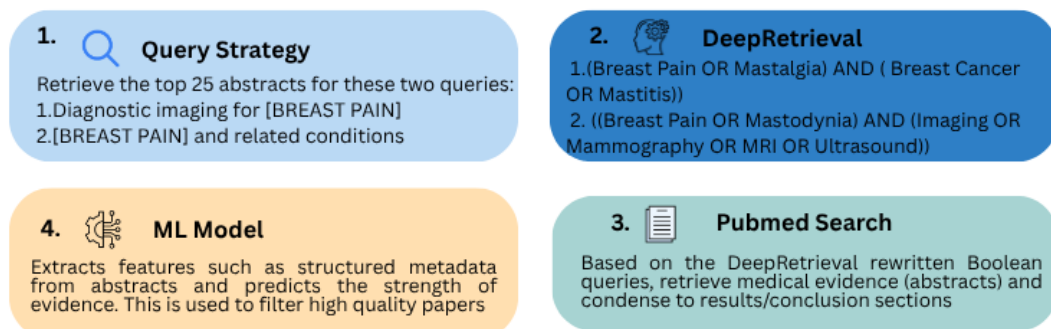 1. Query Strategy
Retrieve the top 25 abstracts for these two queries:
1.Diagnostic imaging for [BREAST PAIN]
2.[BREAST PAIN] and related conditions
2. DeepRetrieval
1.(Breast Pain OR Mastalgia) AND ( Breast Cancer
OR Mastitis))
2. ((Breast Pain OR Mastodynia) AND (Imaging OR
Mammography OR MRI OR Ultrasound))
3. Pubmed Search
Based on the DeepRetrieval rewritten Boolean
queries, retrieve medical evidence (abstracts) and
condense to results/conclusion sections
4. ML Model
Extracts features such as structured metadata
from abstracts and predicts the strength of
evidence. This is used to filter high quality papers